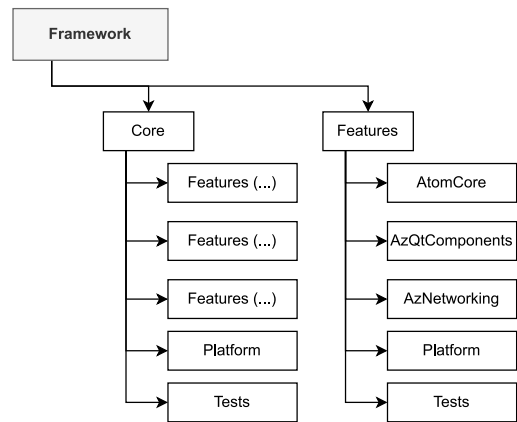 Framework
Core
Features
Features (...)
Features (...)
Features (...)
Platform
Tests
AtomCore
AzQtComponents
AzNetworking
Platform
Tests